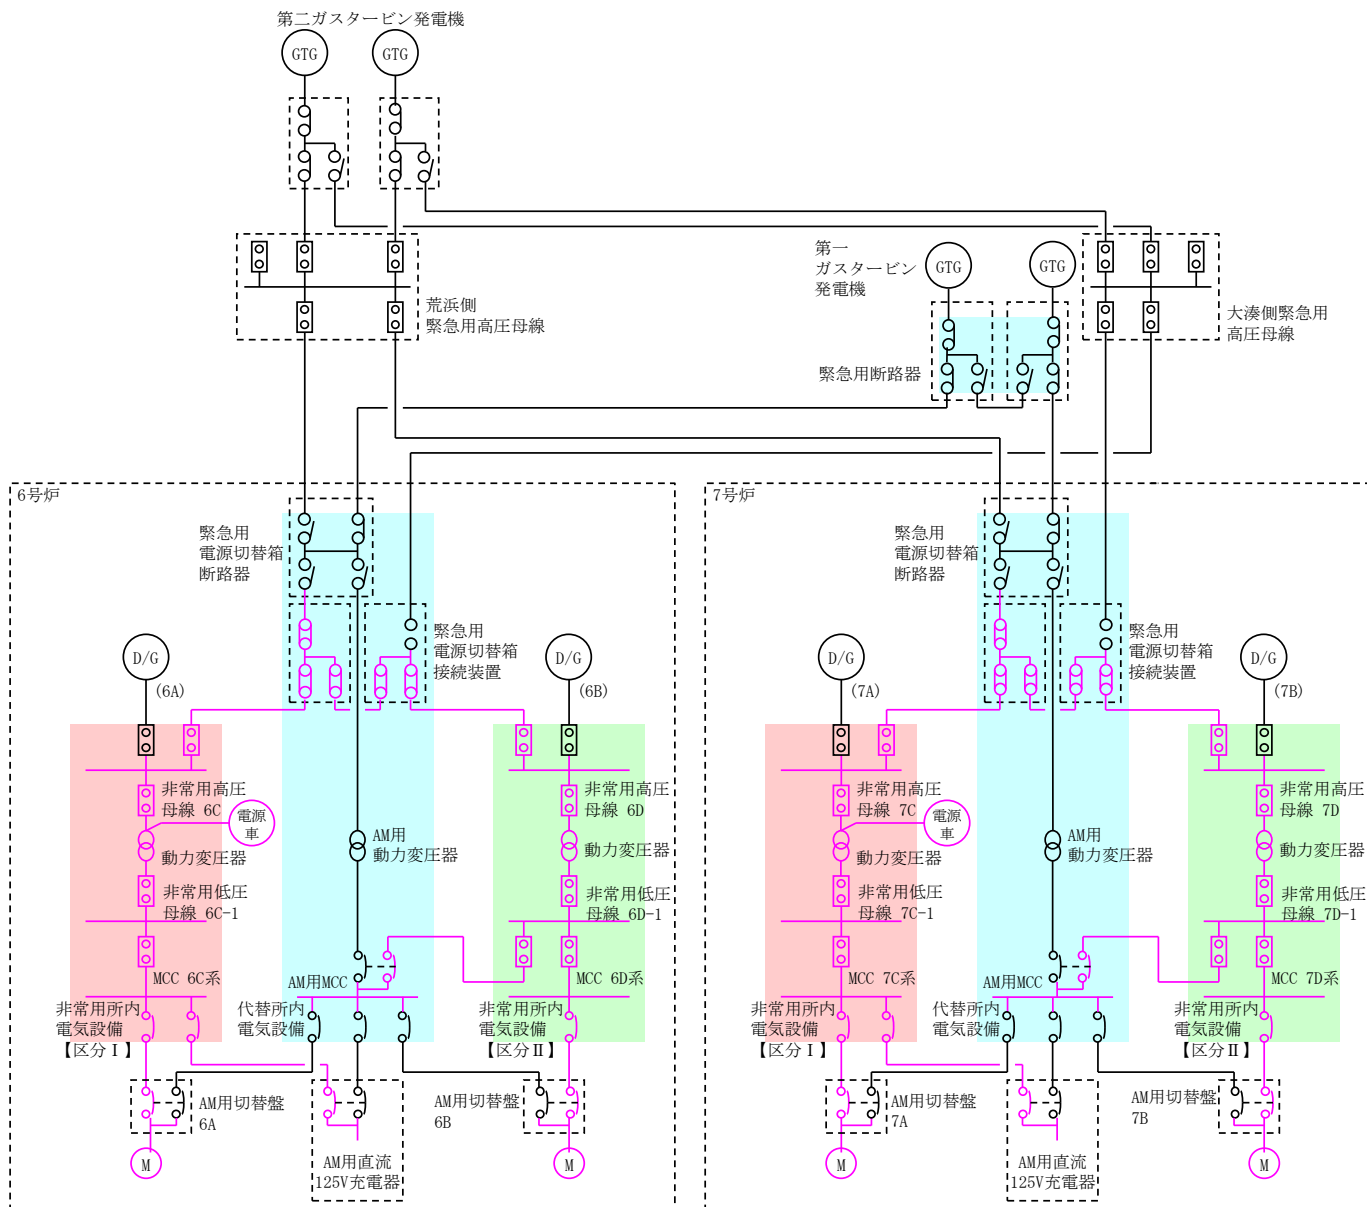 第二ガスタービン発電機
GTG
GTG
第一
ガスタービン
発電機
GTG
GTG
荒浜側
緊急用高圧母線
大湊側緊急用
高圧母線
緊急用断路器
6号炉
緊急用
電源切替箱
断路器
緊急用
電源切替箱
接続装置
D/G
(6A)
D/G
(6B)
非常用高圧
母線 6C
電源
車
動力変圧器
非常用低圧
母線 6C-1
MCC 6C系
非常用所内
電気設備
【区分Ⅰ】
AM用
動力変圧器
AM用MCC
代替所内
電気設備
非常用高圧
母線 6D
動力変圧器
非常用低圧
母線 6D-1
MCC 6D系
非常用所内
電気設備
【区分Ⅱ】
AM用切替盤
6A
AM用切替盤
6B
M
AM用直流
125V充電器
M
7号炉
緊急用
電源切替箱
断路器
緊急用
電源切替箱
接続装置
D/G
(7A)
D/G
(7B)
非常用高圧
母線 7C
電源
車
動力変圧器
非常用低圧
母線 7C-1
MCC 7C系
非常用所内
電気設備
【区分Ⅰ】
AM用
動力変圧器
AM用MCC
代替所内
電気設備
非常用高圧
母線 7D
動力変圧器
非常用低圧
母線 7D-1
MCC 7D系
非常用所内
電気設備
【区分Ⅱ】
AM用切替盤
7A
AM用切替盤
7B
M
AM用直流
125V充電器
M